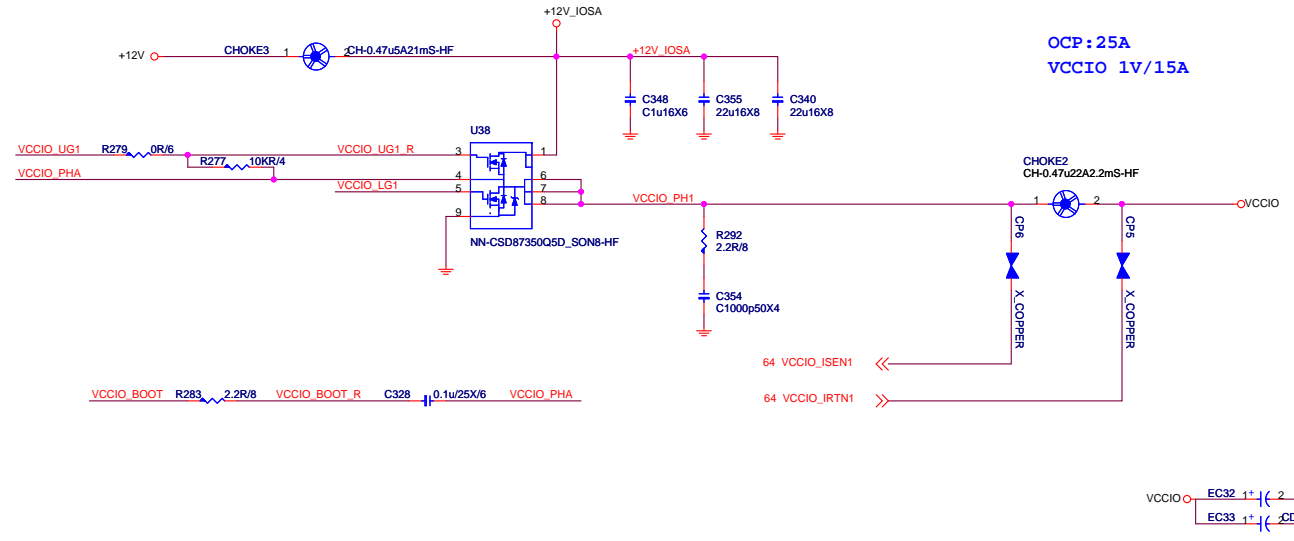 +12V_IOSA
+12V
CHOKE3
1
2
CH-0.47u5A21mS-HF
+12V_IOSA
OCP:25A
VCCIO 1V/15A
C348
C1u16X6
C355
22u16X8
C340
22u16X8
U38
VCCIO_UG1
R279
0R/6
VCCIO_UG1_R
3
1
R277
10KR/4
VCCIO_PHA
4
6
VCCIO_LG1
5
7
8
9
NN-CSD87350Q5D_SON8-HF
VCCIO_PH1
CHOKE2
CH-0.47u22A2.2mS-HF
1
2
VCCIO
CP6
X_COPPER
CP5
X_COPPER
R292
2.2R/8
C354
C1000p50X4
64 VCCIO_ISEN1
64 VCCIO_IRTN1
VCCIO_BOOT
R283
2.2R/8
VCCIO_BOOT_R
C328
0.1u/25X/6
VCCIO_PHA
VCCIO
EC32
1
+
2
EC33
1
+
2
CD